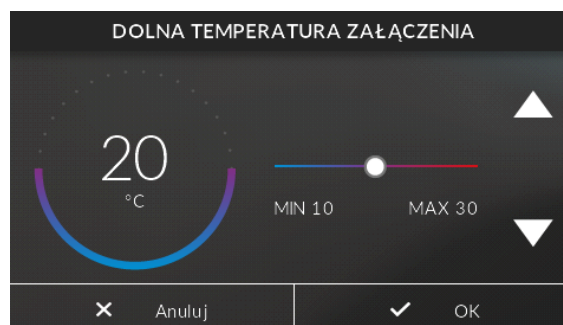 DOLNA TEMPERATURA ZAŁĄCZENIA
20
°C
MIN 10 MAX 30
Anuluj OK